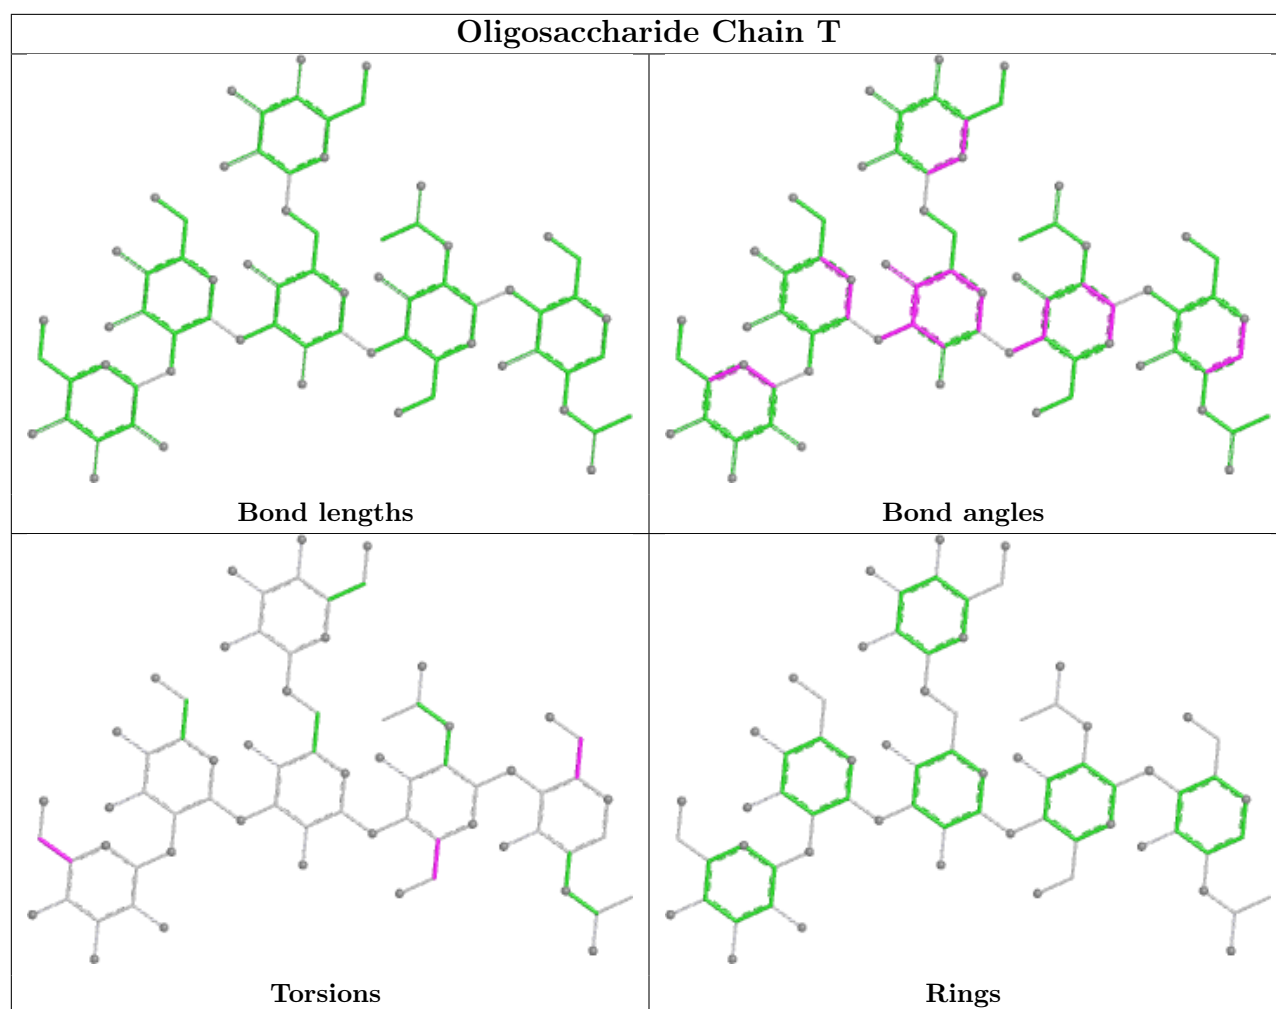 Oligosaccharide Chain T
Bond lengths
Bond angles
Torsions
Rings